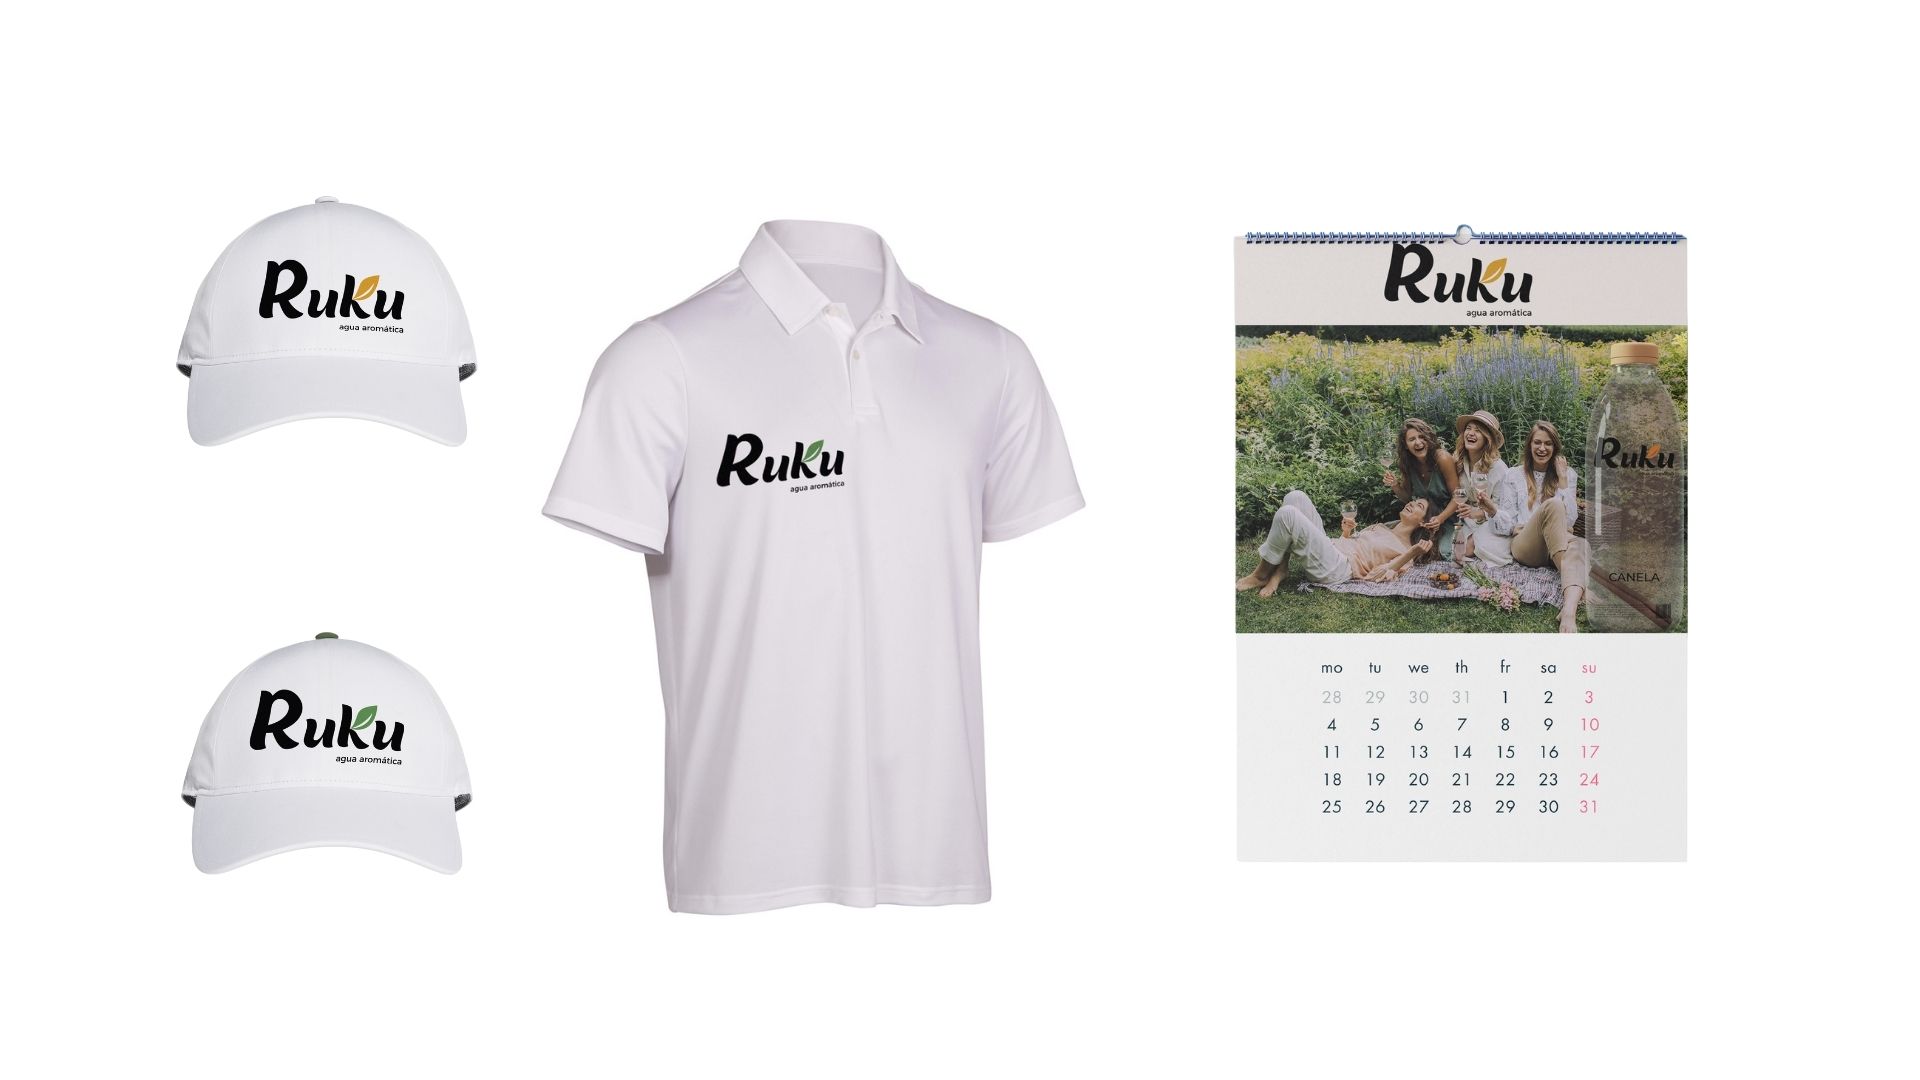 Ruku
agua aromática
Ruku
agua aromática
Ruku
agua aromática
Ruku
agua aromática
Ruku
CANELA
mo tu we th fr sa su
28 29 30 31 1 2 3
4 5 6 7 8 9 10
11 12 13 14 15 16 17
18 19 20 21 22 23 24
25 26 27 28 29 30 31